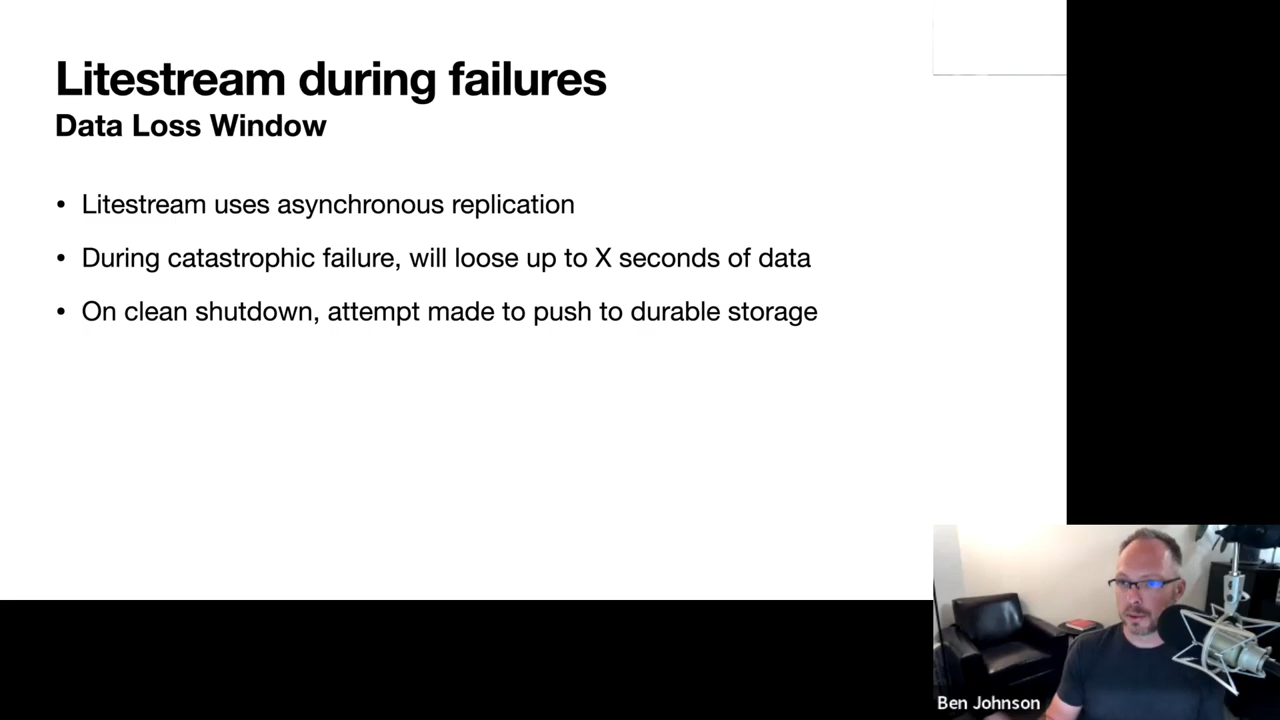 Litestream during failures
Data Loss Window
• Litestream uses asynchronous replication
• During catastrophic failure, will loose up to X seconds of data
• On clean shutdown, attempt made to push to durable storage
Ben Johnson